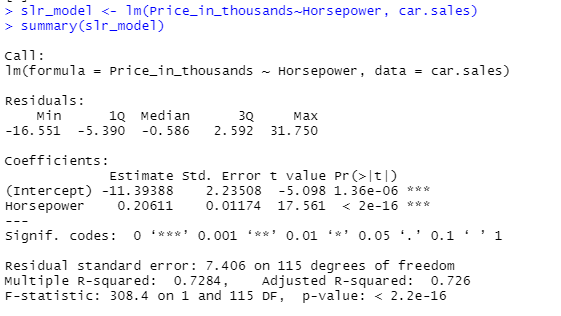 > slr_model <- lm(Price_in_thousands~Horsepower, car.sales)
> summary(slr_model)
Call:
lm(formula = Price_in_thousands ~ Horsepower, data = car.sales)
Residuals:
    Min      1Q  Median      3Q     Max
-16.551  -5.390  -0.586   2.592  31.750
Coefficients:
             Estimate Std. Error t value Pr(>|t|)
(Intercept) -11.39388    2.23508  -5.098 1.36e-06 ***
Horsepower    0.20611    0.01174  17.561  < 2e-16 ***
---
Signif. codes:  0 ‘***’ 0.001 ‘**’ 0.01 ‘*’ 0.05 ‘.’ 0.1 ‘ ’ 1
Residual standard error: 7.406 on 115 degrees of freedom
Multiple R-squared:  0.7284,    Adjusted R-squared:  0.726
F-statistic: 308.4 on 1 and 115 DF,  p-value: < 2.2e-16